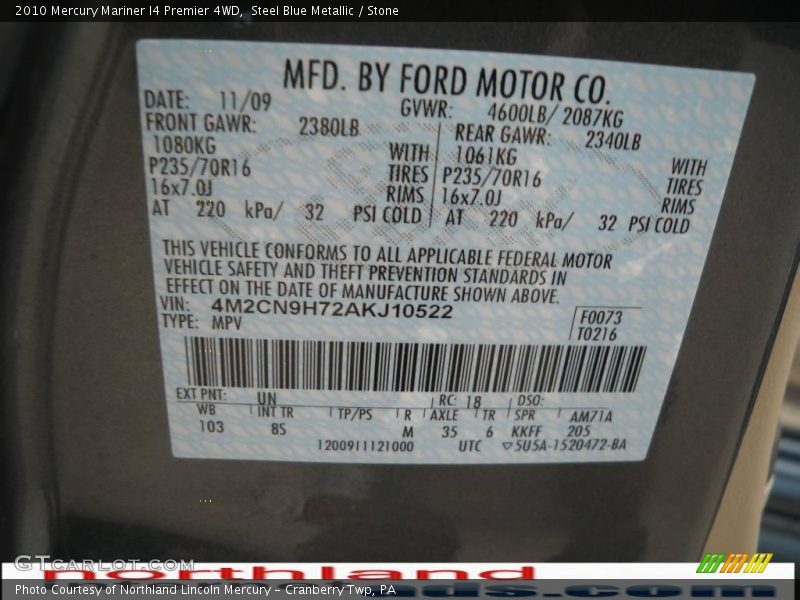 2010 Mercury Mariner I4 Premier 4WD, Steel Blue Metallic / Stone
MFD. BY FORD MOTOR CO.
DATE: 11/09 GVWR: 4600LB/ 2087KG
FRONT GAWR: 2380LB REAR GAWR: 2340LB
1080KG WITH 1061KG WITH
P235/70R16 TIRES P235/70R16 TIRES
16x7.0J RIMS 16x7.0J RIMS
AT 220 kPa/ 32 PSI COLD AT 220 kPa/ 32 PSI COLD
THIS VEHICLE CONFORMS TO ALL APPLICABLE FEDERAL MOTOR
VEHICLE SAFETY AND THEFT PREVENTION STANDARDS IN
EFFECT ON THE DATE OF MANUFACTURE SHOWN ABOVE.
VIN: 4M2CN9H72AKJ10522
TYPE: MPV
F0073
T0216
EXT PNT: UN RC: 18 DSO:
WB INT TR TP/PS R AXLE TR SPR AM71A
103 8S M 35 6 KKFF 205
1200911121000 UTC 5U5A-1520472-BA
GTCARLOT.COM
northland
Photo Courtesy of Northland Lincoln Mercury - Cranberry Twp, PA